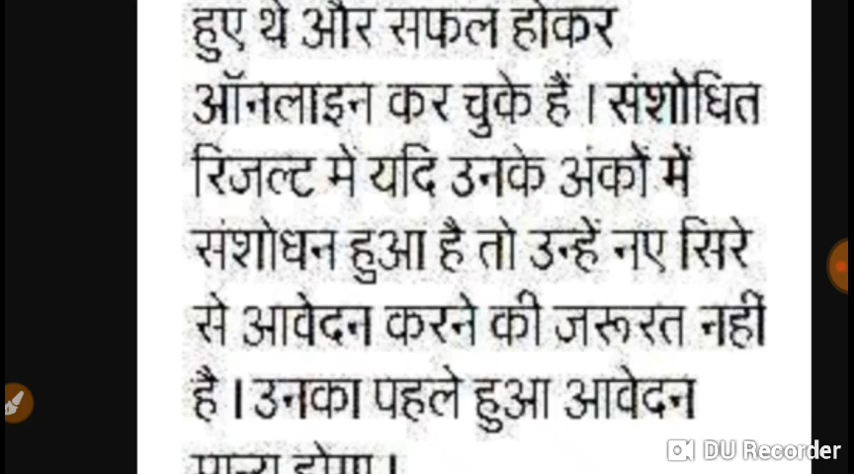 हुए थे और सफल होकर
ऑनलाइन कर चुके हैं। संशोधित
रिजल्ट में यदि उनके अंकों में
संशोधन हुआ है तो उन्हें नए सिरे
से आवेदन करने की जरूरत नहीं
है। उनका पहले हुआ आवेदन
मान्य होगा।
DU Recorder